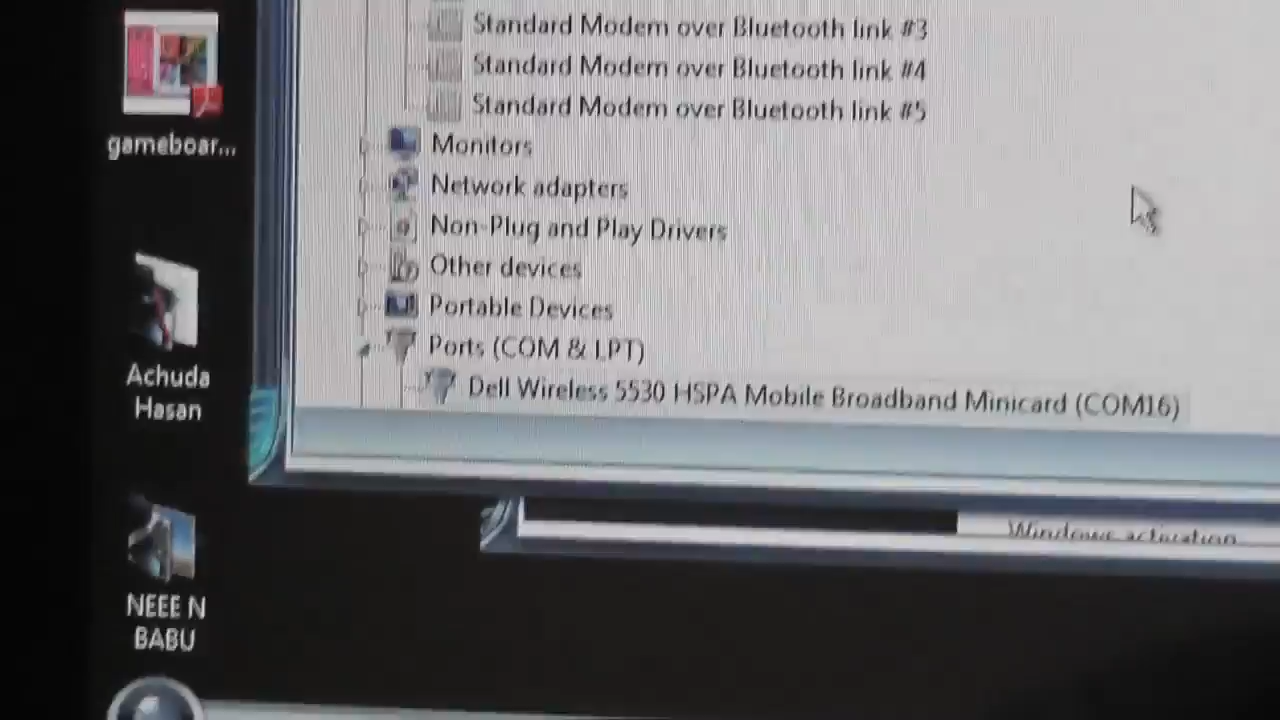 Standard Modem over Bluetooth link #3
Standard Modem over Bluetooth link #4
Standard Modem over Bluetooth link #5
Monitors
Network adapters
Non-Plug and Play Drivers
Other devices
Portable Devices
Ports (COM & LPT)
Dell Wireless 5530 HSPA Mobile Broadband Minicard (COM16)
Windows activation
gameboar...
Achuda
Hasan
NEEE N
BABU